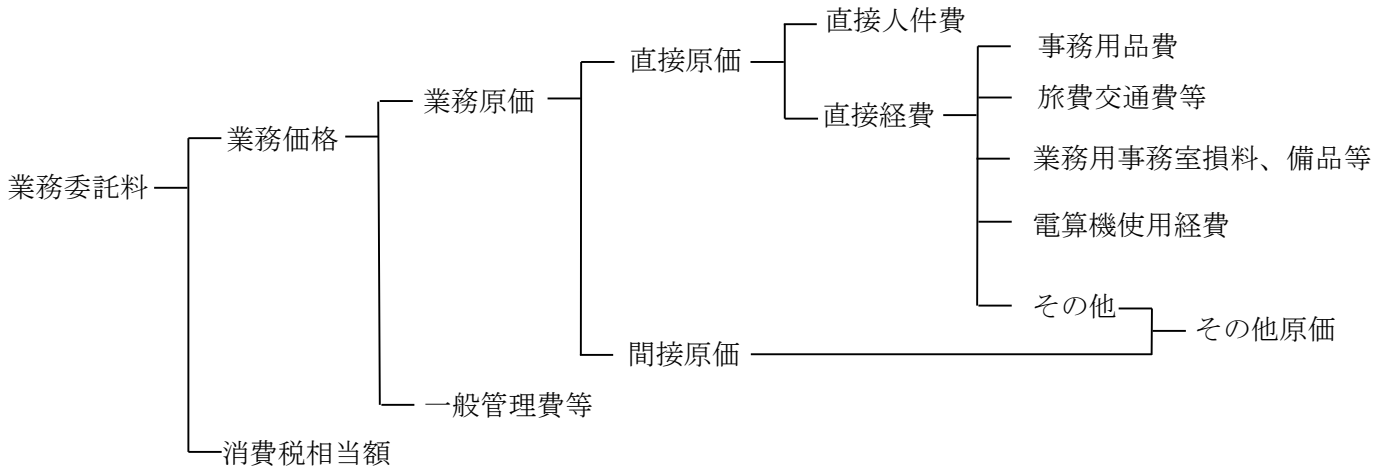 業務委託料
業務価格
業務原価
直接原価
直接人件費
直接経費
事務用品費
旅費交通費等
業務用事務室損料、備品等
電算機使用経費
その他
間接原価
その他原価
一般管理費等
消費税相当額